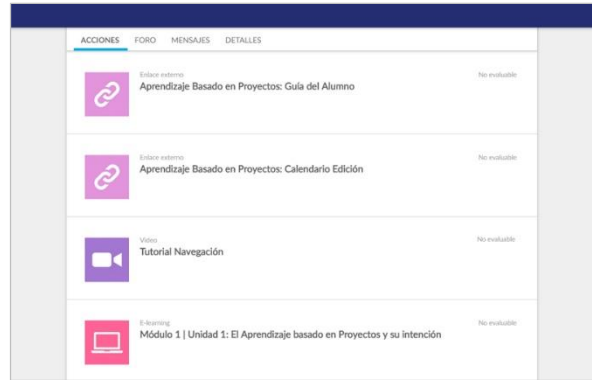 ACCIONES FORO MENSAJES DETALLES
Enlace externo No evaluable
Aprendizaje Basado en Proyectos: Guía del Alumno
Enlace externo No evaluable
Aprendizaje Basado en Proyectos: Calendario Edición
Video No evaluable
Tutorial Navegación
E-learning No evaluable
Módulo 1 | Unidad 1: El Aprendizaje basado en Proyectos y su intención